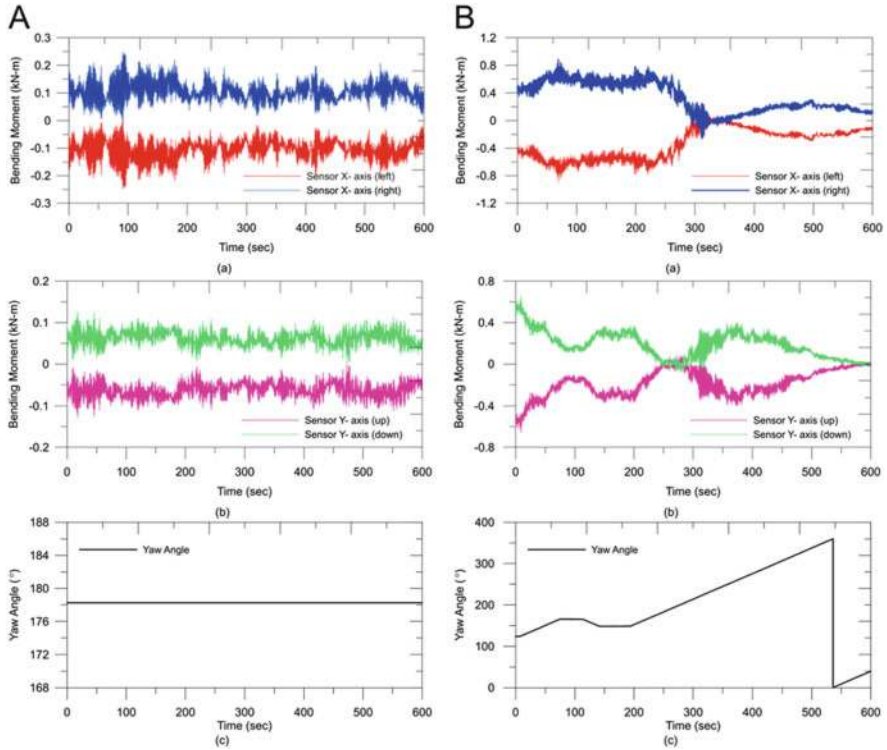 A
0.3
0.2
0.1
0
-0.1
-0.2
-0.3
Bending Moment (kN-m)
Sensor X- axis (left)
Sensor X- axis (right)
0 100 200 300 400 500 600
Time (sec)
(a)
0.2
0.1
0
-0.1
-0.2
Bending Moment (kN-m)
Sensor Y- axis (up)
Sensor Y- axis (down)
0 100 200 300 400 500 600
Time (sec)
(b)
188
184
180
176
172
168
Yaw Angle (°)
Yaw Angle
0 100 200 300 400 500 600
Time (sec)
(c)
B
1.2
0.8
0.4
0
-0.4
-0.8
-1.2
Bending Moment (kN-m)
Sensor X- axis (left)
Sensor X- axis (right)
0 100 200 300 400 500 600
Time (sec)
(a)
0.8
0.4
0
-0.4
-0.8
Bending Moment (kN-m)
Sensor Y- axis (up)
Sensor Y- axis (down)
0 100 200 300 400 500 600
Time (sec)
(b)
400
300
200
100
0
Yaw Angle (°)
Yaw Angle
0 100 200 300 400 500 600
Time (sec)
(c)